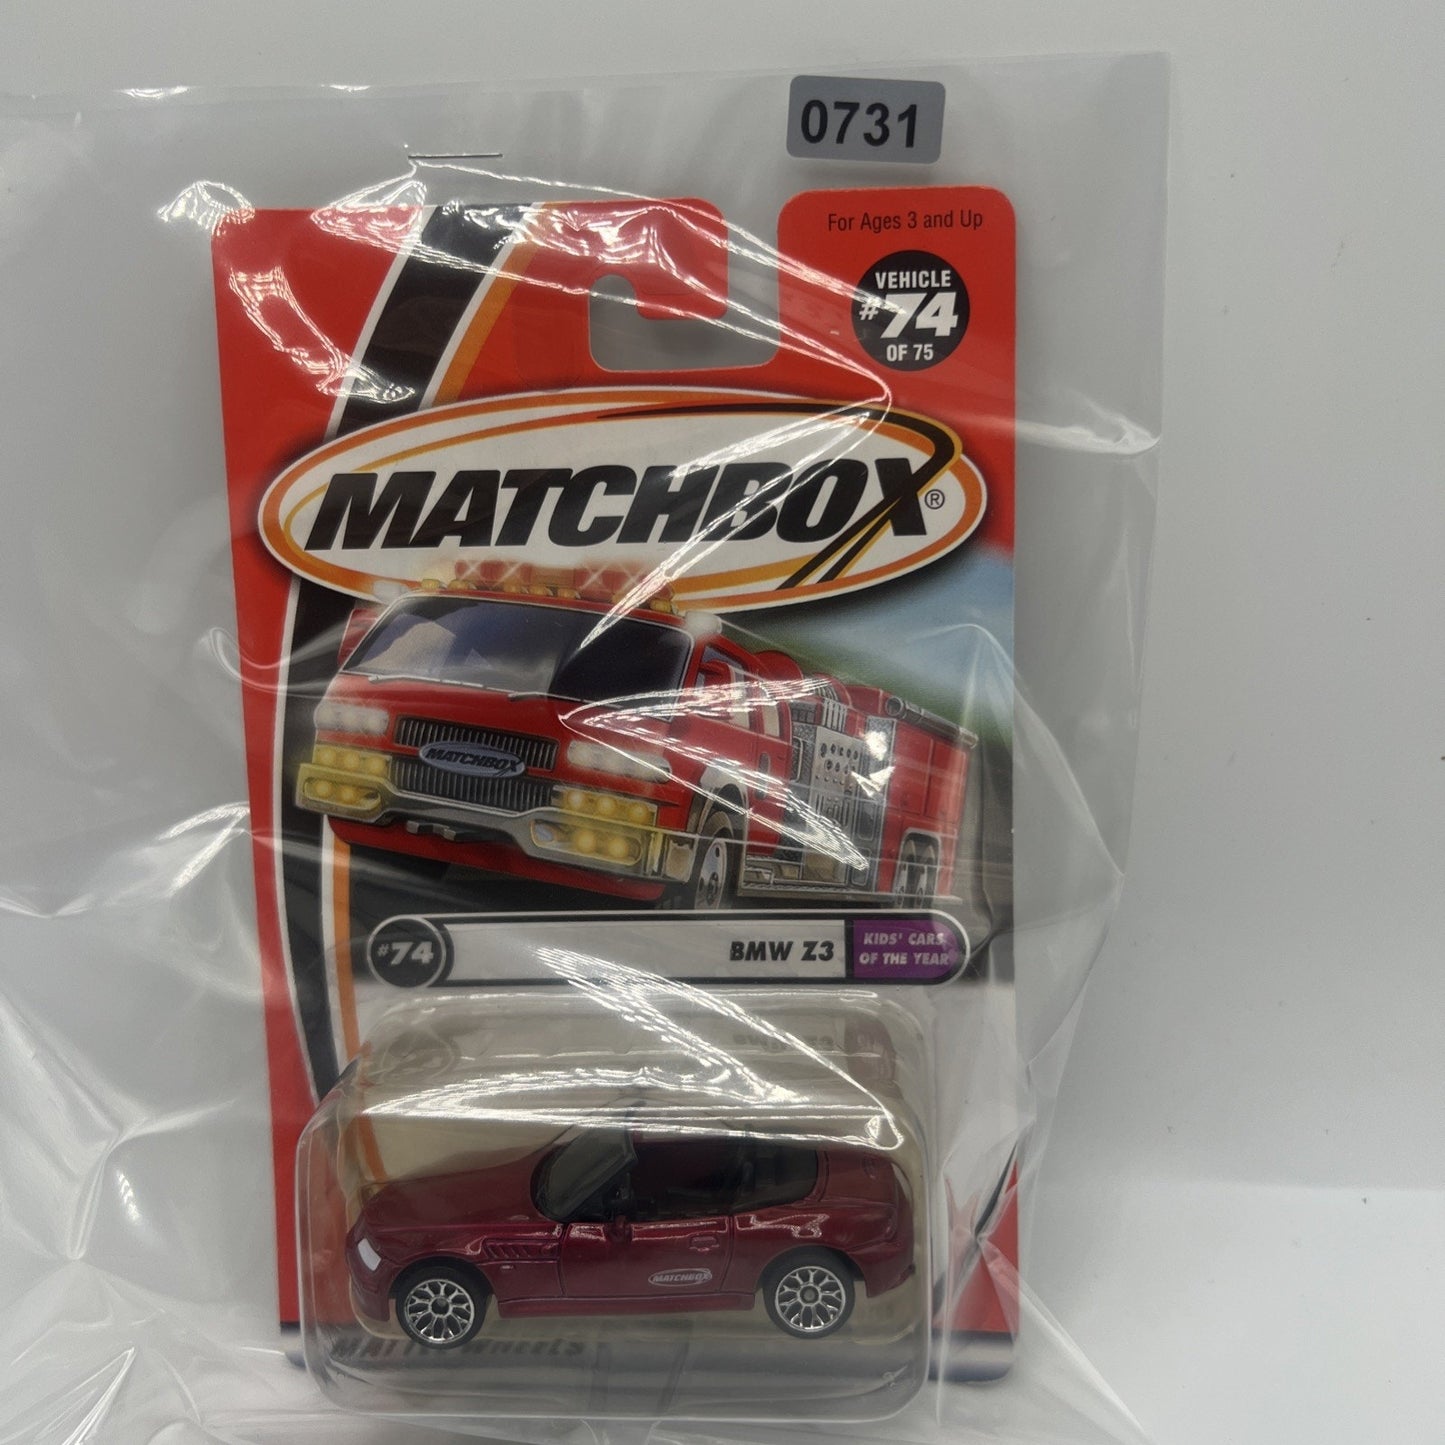 0731
For Ages 3 and Up
VEHICLE
#74
OF 75
MATCHBOX®
MATCHBOX
#74
BMW Z3
KIDS' CARS
OF THE YEAR
MATCHBOX
WHEELS